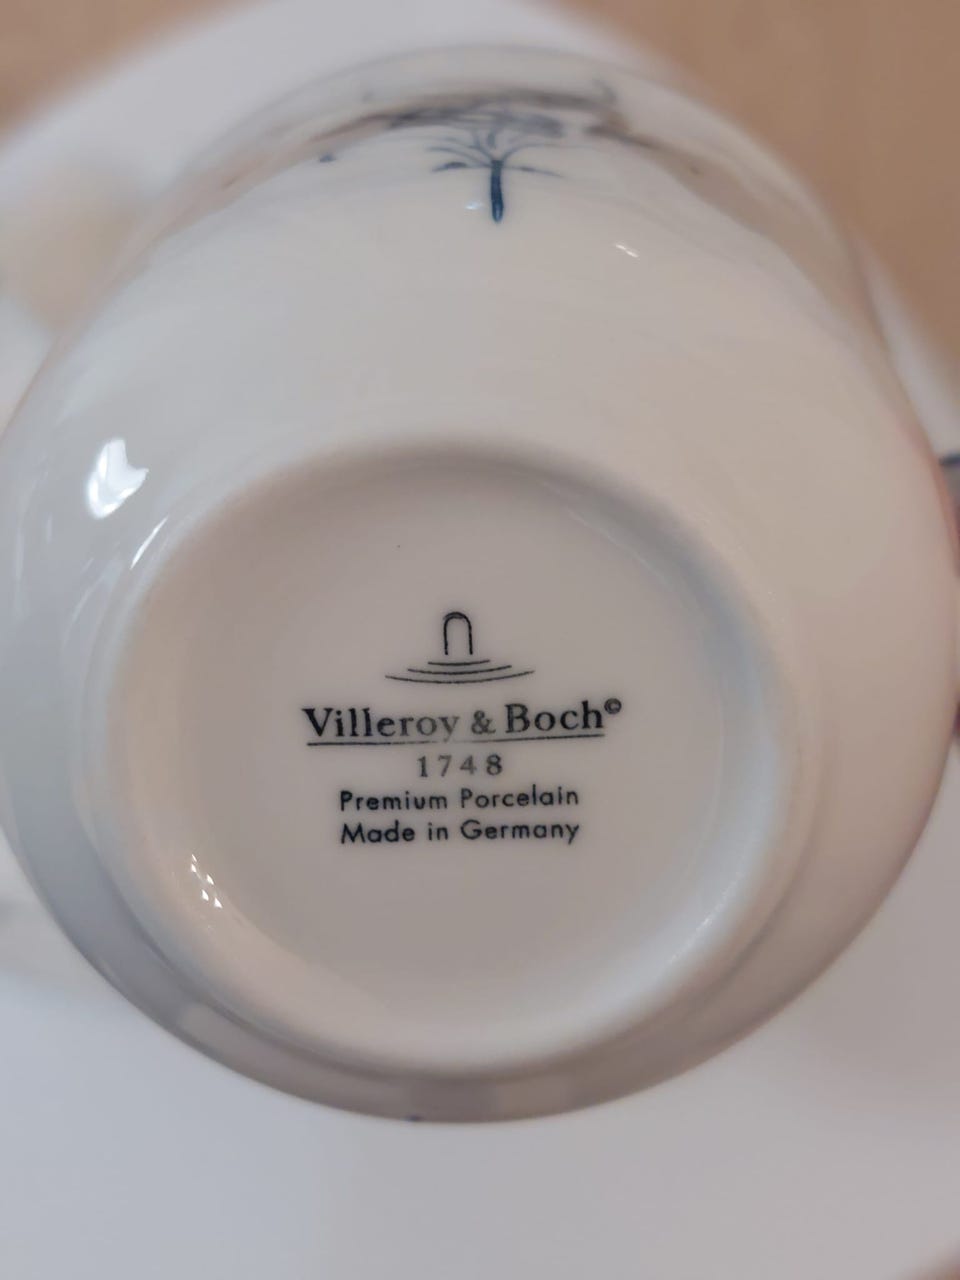 Villeroy & Boch©
1748
Premium Porcelain
Made in Germany